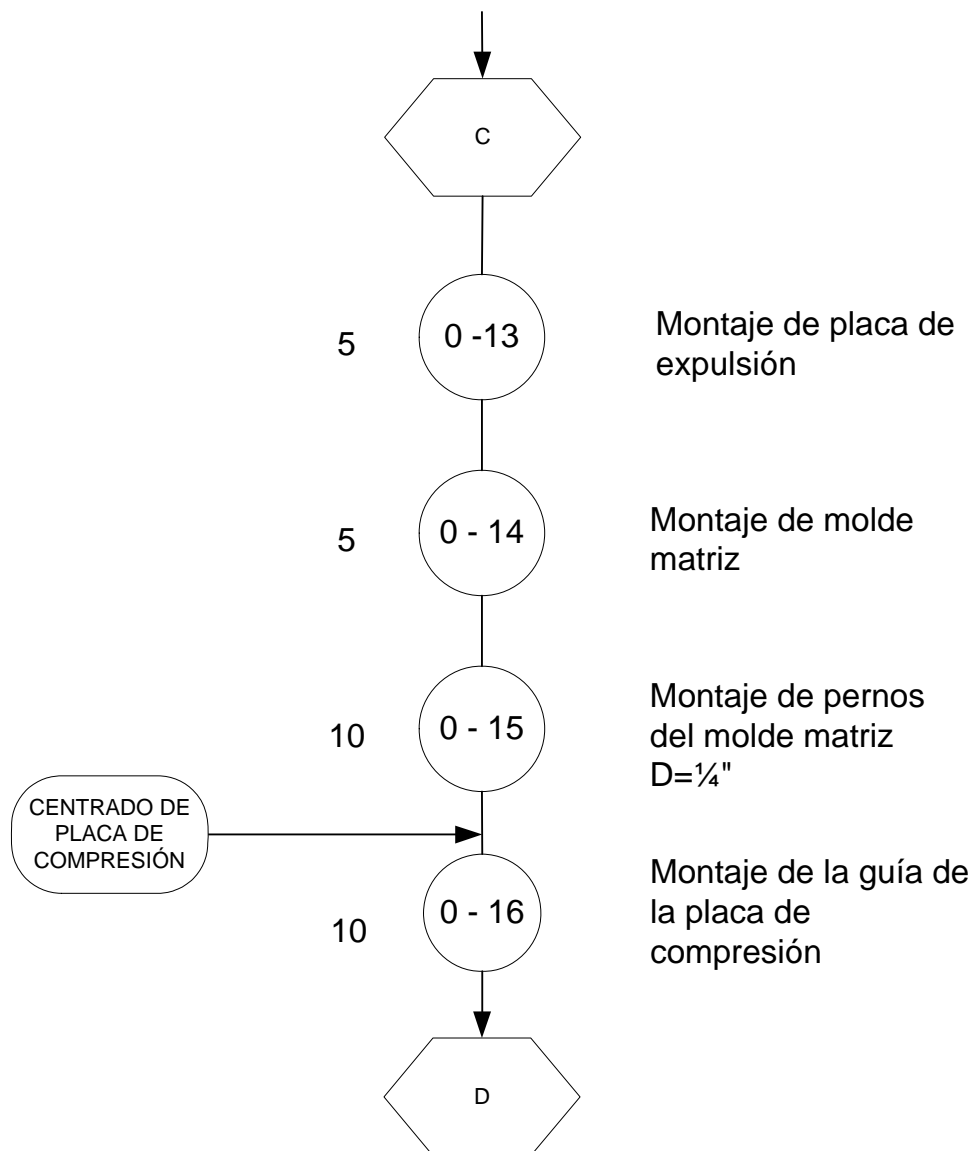 C
5
0 -13
Montaje de placa de
expulsión
5
0 - 14
Montaje de molde
matriz
10
0 - 15
Montaje de pernos
del molde matriz
D=¼"
CENTRADO DE
PLACA DE
COMPRESIÓN
10
0 - 16
Montaje de la guía de
la placa de
compresión
D